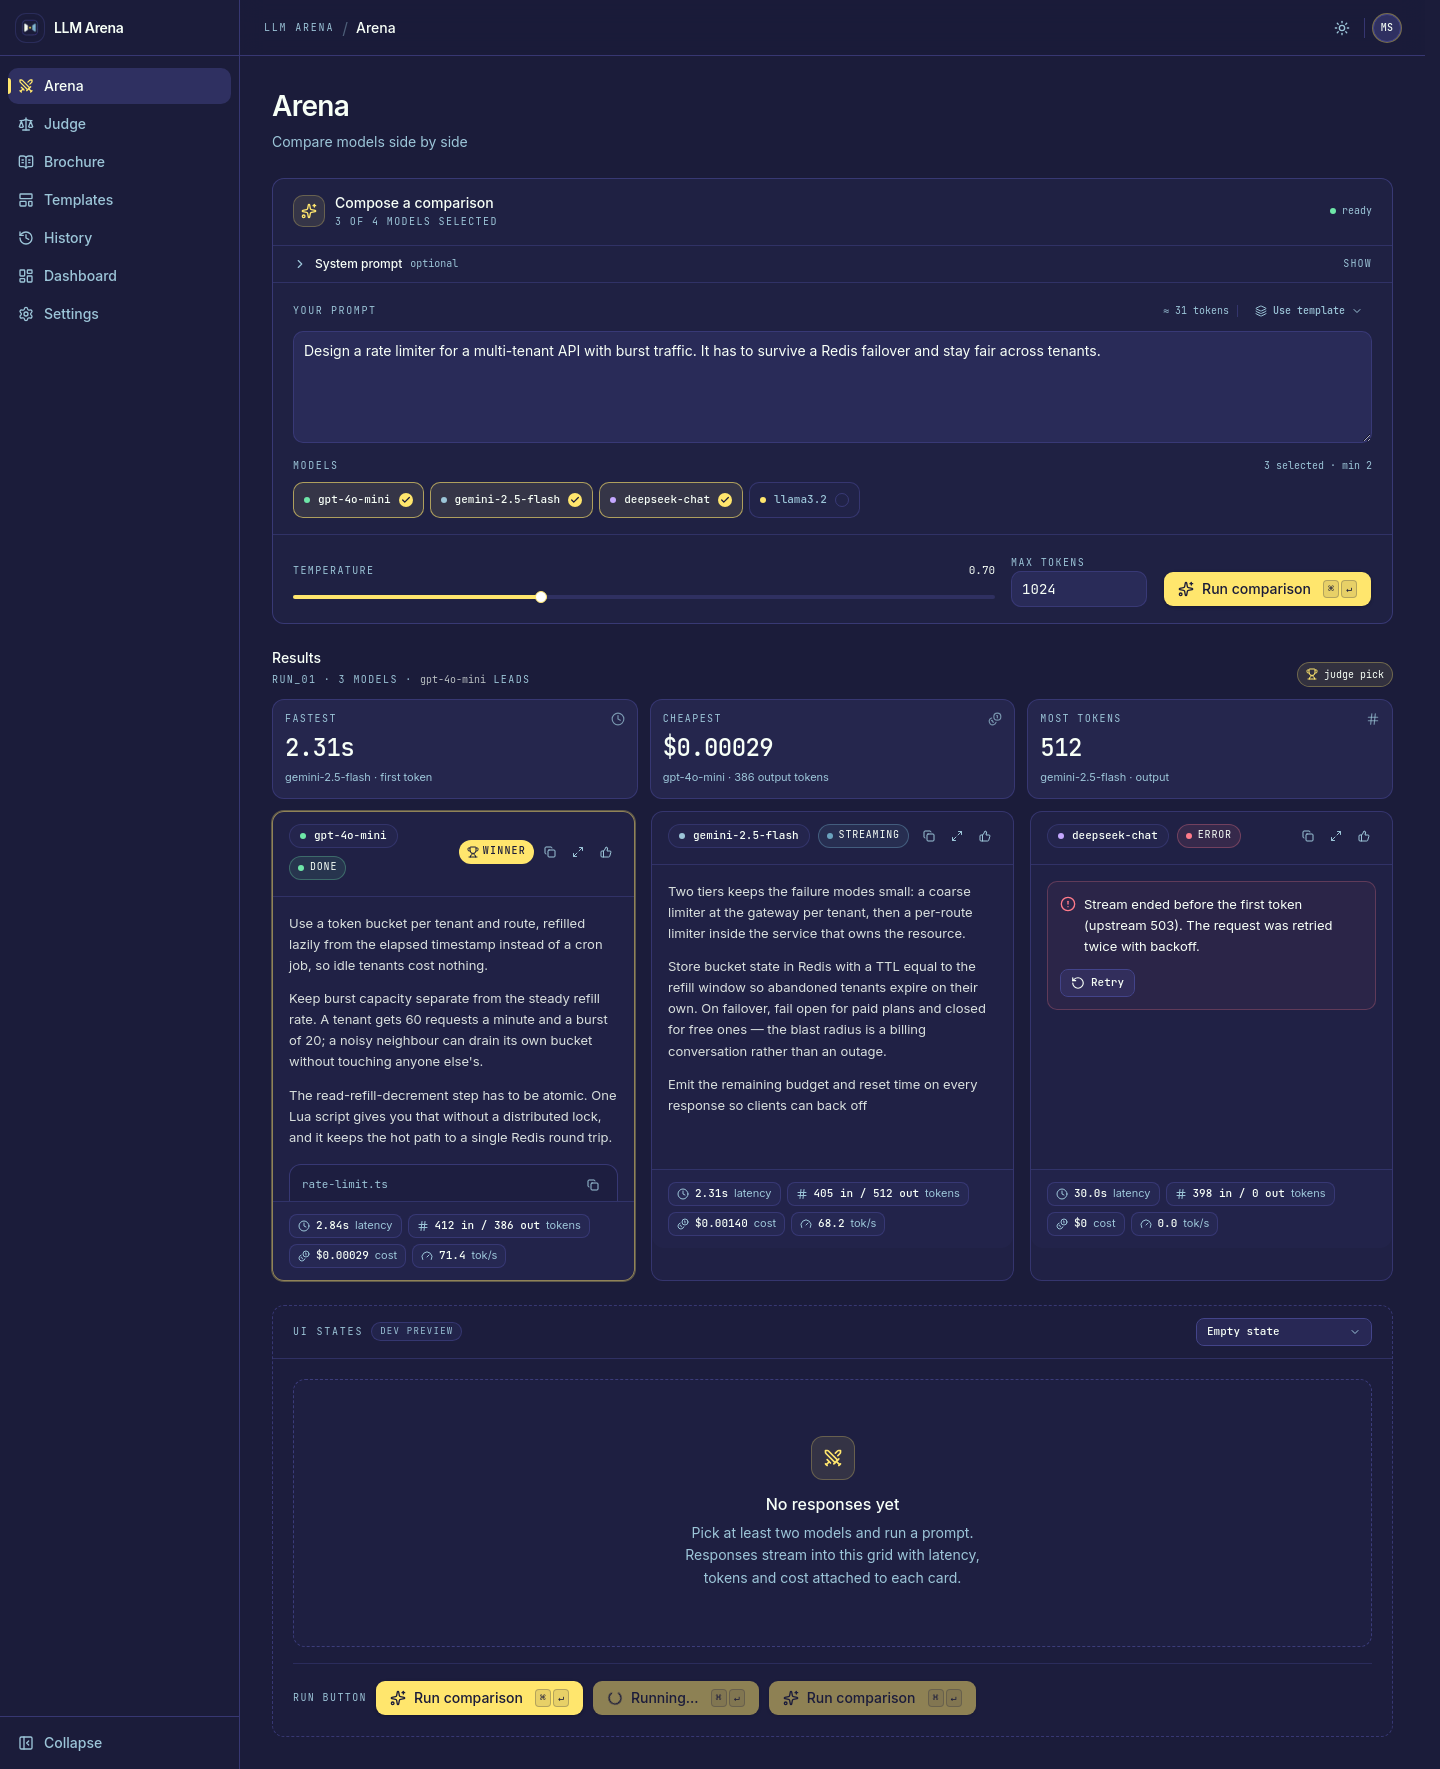 LLM Arena
LLM ARENA / Arena
MS
Arena
Judge
Brochure
Templates
History
Dashboard
Settings
Collapse
Arena
Compare models side by side
Compose a comparison
3 OF 4 MODELS SELECTED
ready
System prompt optional
SHOW
YOUR PROMPT
≈ 31 tokens
Use template
Design a rate limiter for a multi-tenant API with burst traffic. It has to survive a Redis failover and stay fair across tenants.
MODELS
3 selected · min 2
gpt-4o-mini
gemini-2.5-flash
deepseek-chat
llama3.2
TEMPERATURE
0.70
MAX TOKENS
1024
Run comparison ⌘ ↵
Results
RUN_01 · 3 MODELS · gpt-4o-mini LEADS
judge pick
FASTEST
2.31s
gemini-2.5-flash · first token
CHEAPEST
$0.00029
gpt-4o-mini · 386 output tokens
MOST TOKENS
512
gemini-2.5-flash · output
gpt-4o-mini
DONE
WINNER
Use a token bucket per tenant and route, refilled
lazily from the elapsed timestamp instead of a cron
job, so idle tenants cost nothing.
Keep burst capacity separate from the steady refill
rate. A tenant gets 60 requests a minute and a burst
of 20; a noisy neighbour can drain its own bucket
without touching anyone else's.
The read-refill-decrement step has to be atomic. One
Lua script gives you that without a distributed lock,
and it keeps the hot path to a single Redis round trip.
rate-limit.ts
2.84s latency
412 in / 386 out tokens
$0.00029 cost
71.4 tok/s
gemini-2.5-flash
STREAMING
Two tiers keeps the failure modes small: a coarse
limiter at the gateway per tenant, then a per-route
limiter inside the service that owns the resource.
Store bucket state in Redis with a TTL equal to the
refill window so abandoned tenants expire on their
own. On failover, fail open for paid plans and closed
for free ones — the blast radius is a billing
conversation rather than an outage.
Emit the remaining budget and reset time on every
response so clients can back off
2.31s latency
405 in / 512 out tokens
$0.00140 cost
68.2 tok/s
deepseek-chat
ERROR
Stream ended before the first token
(upstream 503). The request was retried
twice with backoff.
Retry
30.0s latency
398 in / 0 out tokens
$0 cost
0.0 tok/s
UI STATES
DEV PREVIEW
Empty state
No responses yet
Pick at least two models and run a prompt.
Responses stream into this grid with latency,
tokens and cost attached to each card.
RUN BUTTON
Run comparison ⌘ ↵
Running... ⌘ ↵
Run comparison ⌘ ↵